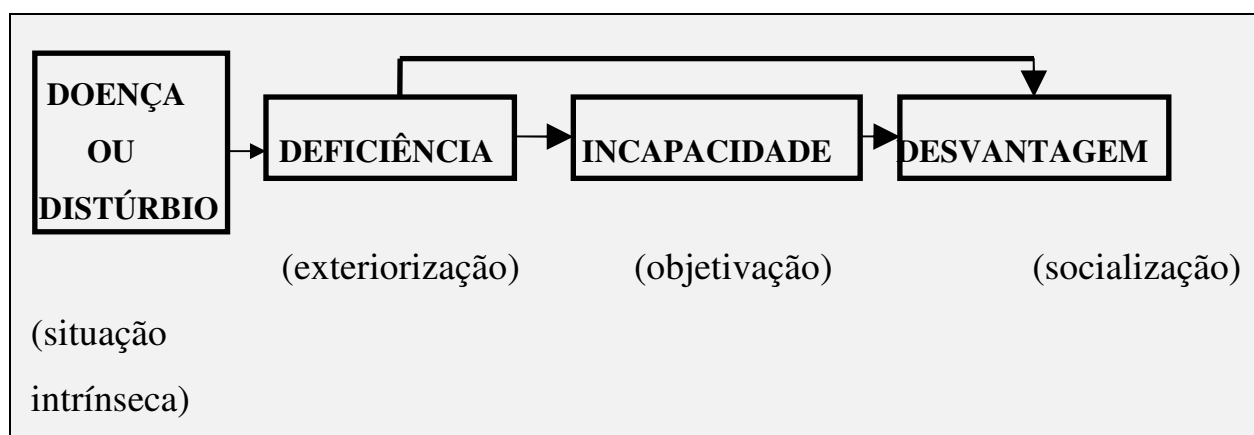 DOENÇA
OU
DISTÚRBIO
DEFICIÊNCIA
INCAPACIDADE
DESVANTAGEM
(exteriorização)
(objetivação)
(socialização)
(situação
intrínseca)